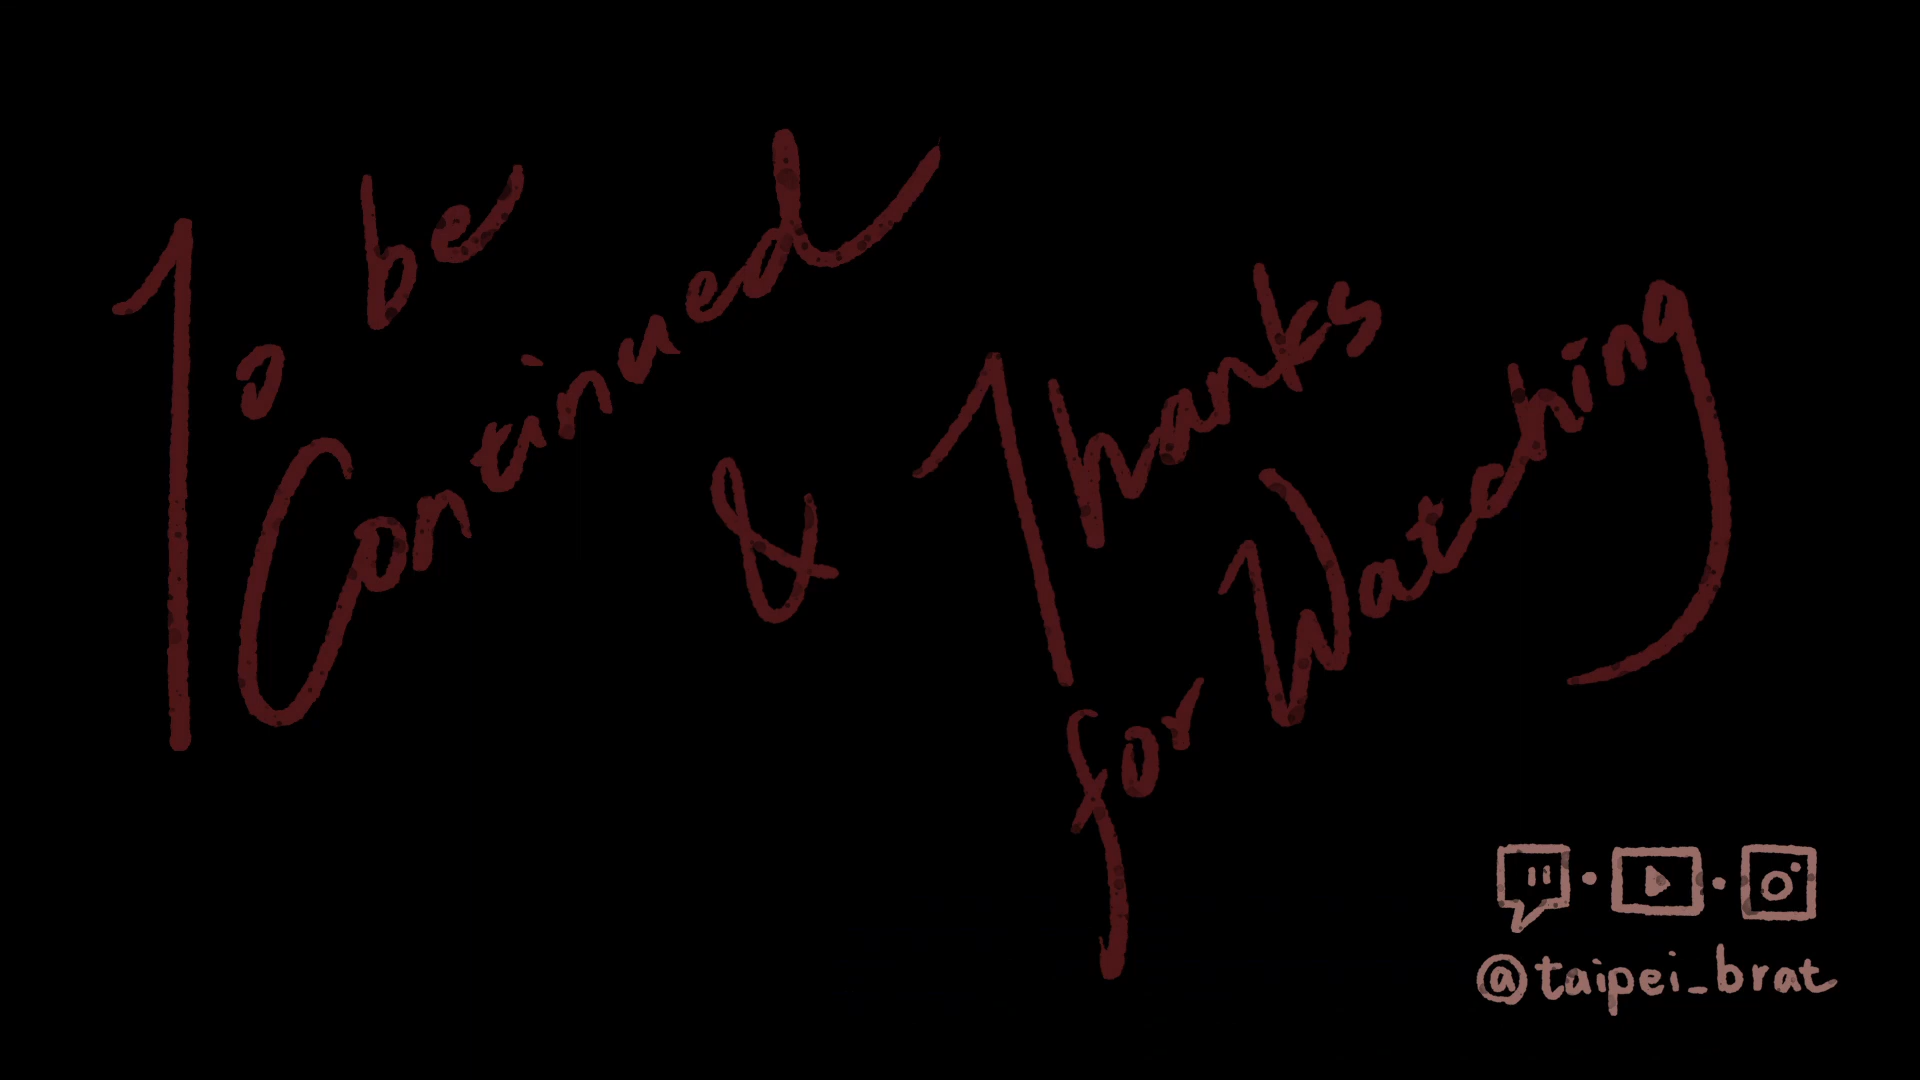 To be
Continued
& Thanks
for Watching
@taipei_brat